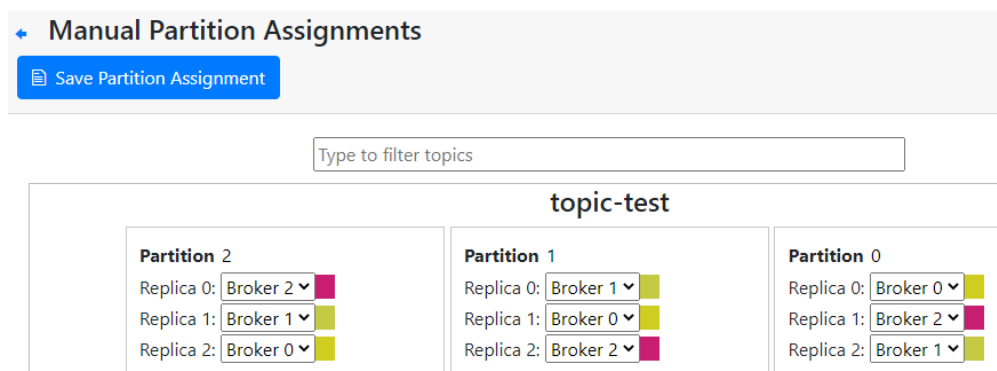 Manual Partition Assignments
Save Partition Assignment
Type to filter topics
topic-test
Partition 2
Replica 0: Broker 2
Replica 1: Broker 1
Replica 2: Broker 0
Partition 1
Replica 0: Broker 1
Replica 1: Broker 0
Replica 2: Broker 2
Partition 0
Replica 0: Broker 0
Replica 1: Broker 2
Replica 2: Broker 1